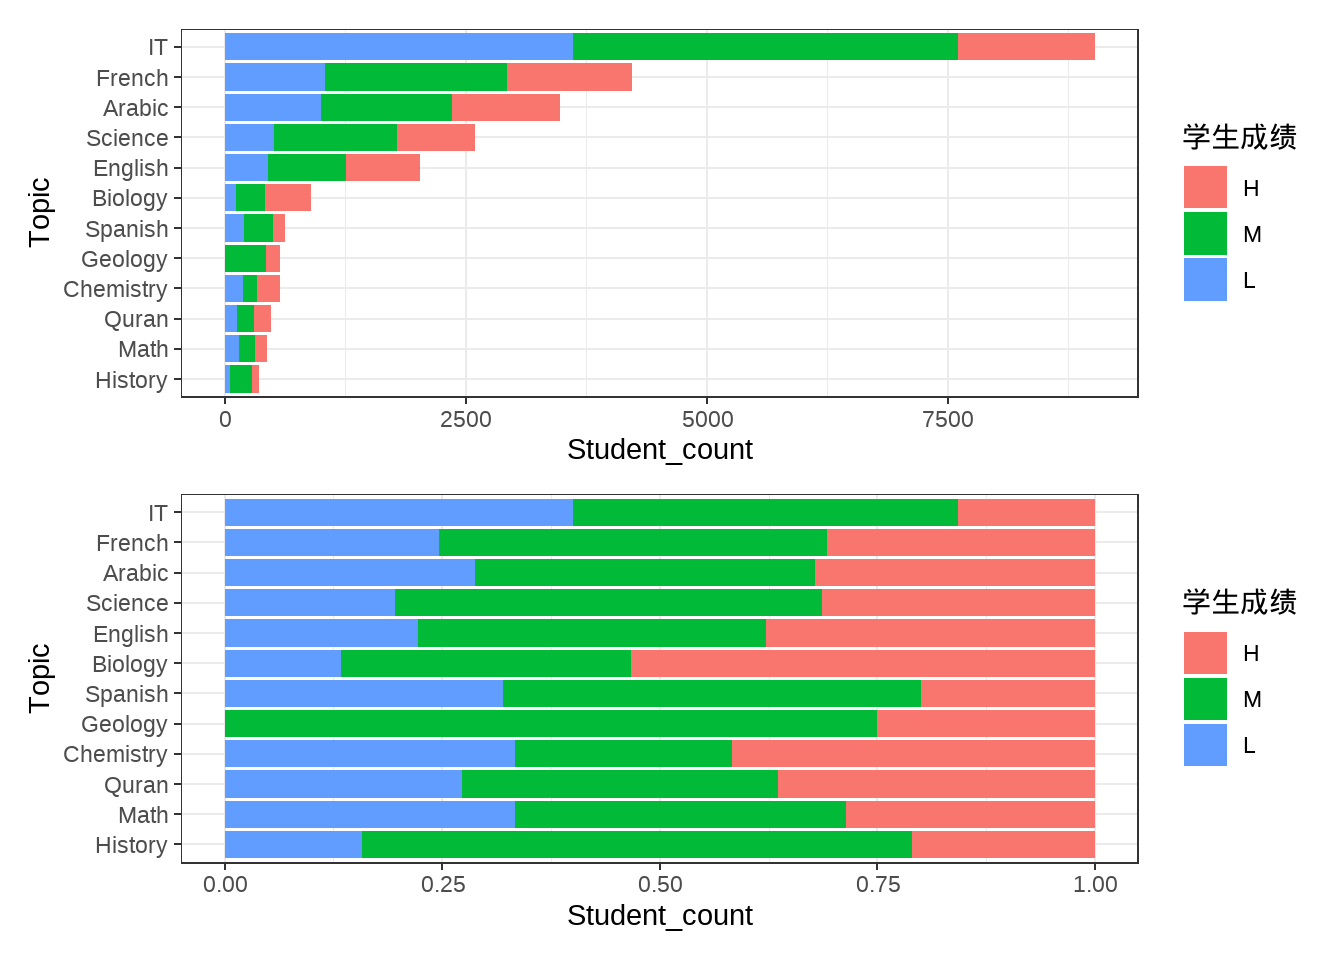 IT
French
Arabic
Science
English
Biology
Spanish
Geology
Chemistry
Quran
Math
History
Topic
0 2500 5000 7500
Student_count
学生成绩
H
M
L
IT
French
Arabic
Science
English
Biology
Spanish
Geology
Chemistry
Quran
Math
History
Topic
0.00 0.25 0.50 0.75 1.00
Student_count
学生成绩
H
M
L